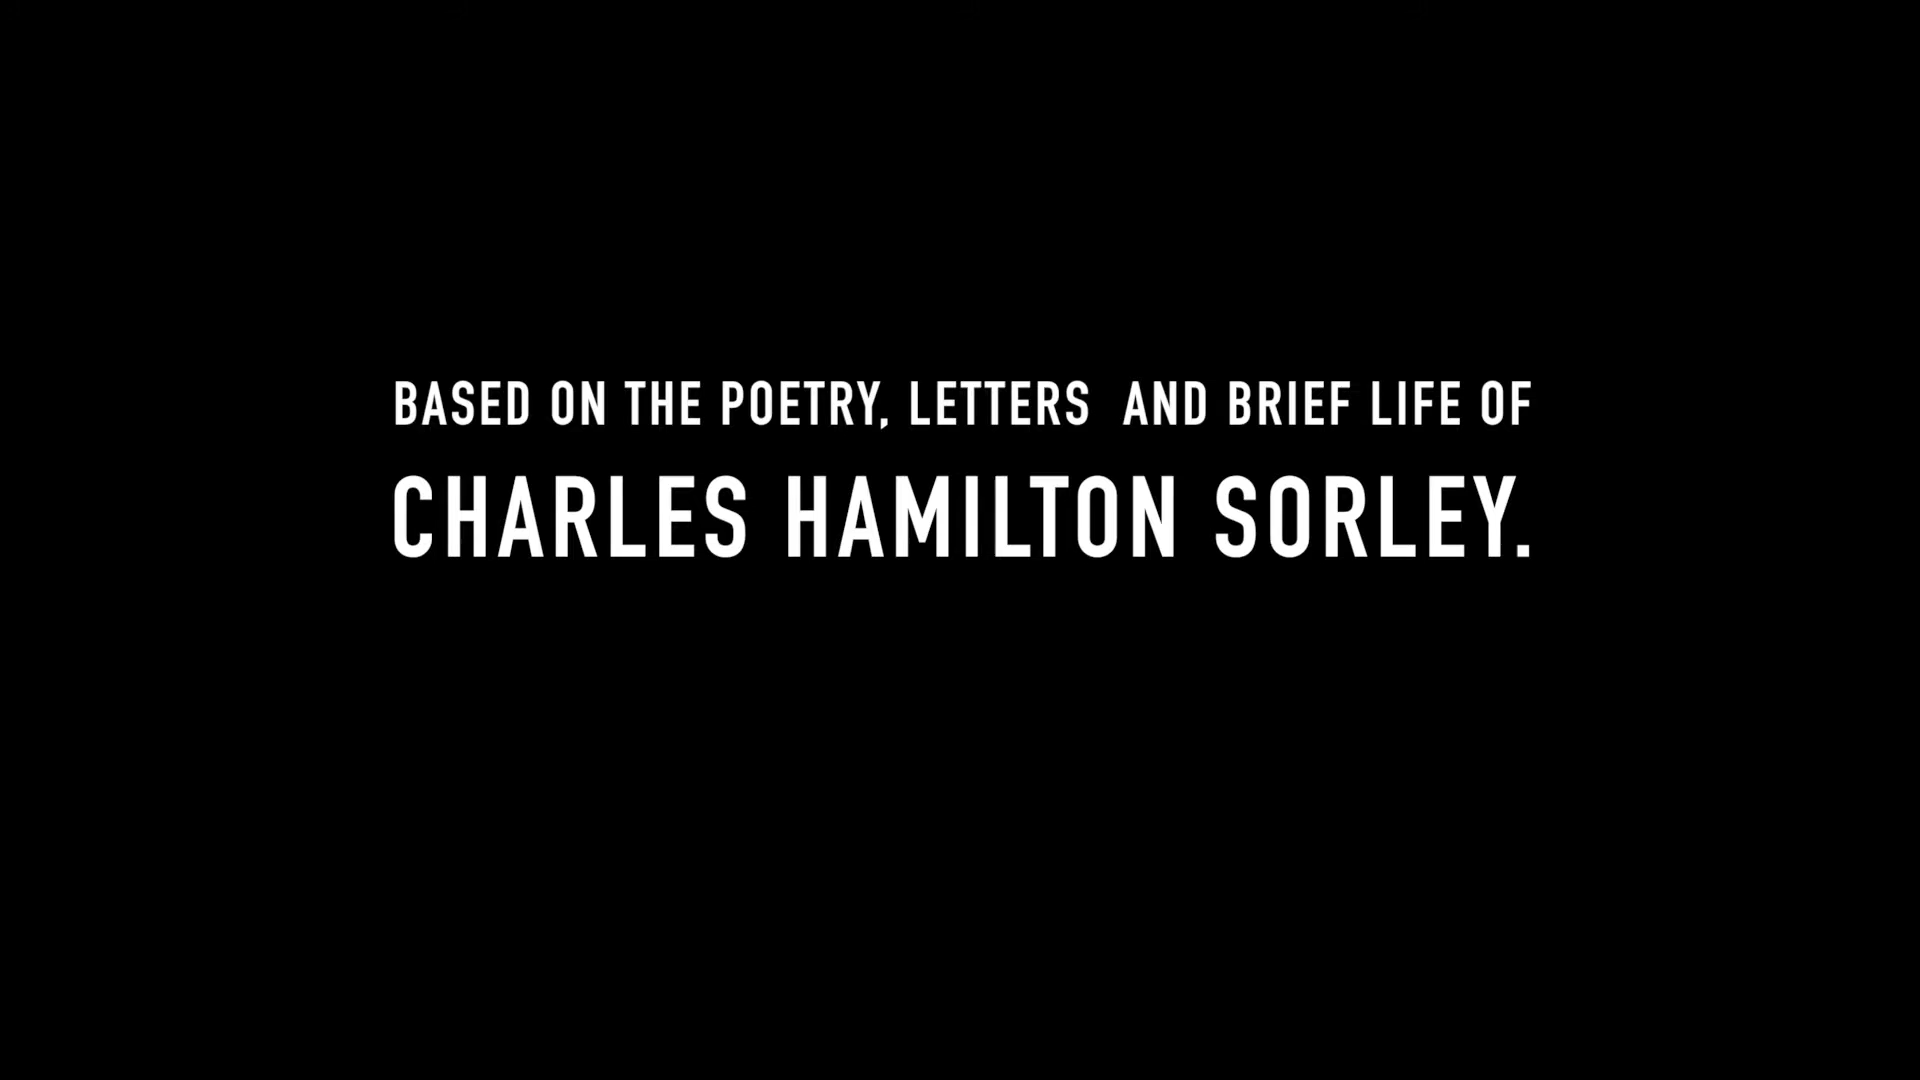 BASED ON THE POETRY, LETTERS  AND BRIEF LIFE OF
CHARLES HAMILTON SORLEY.